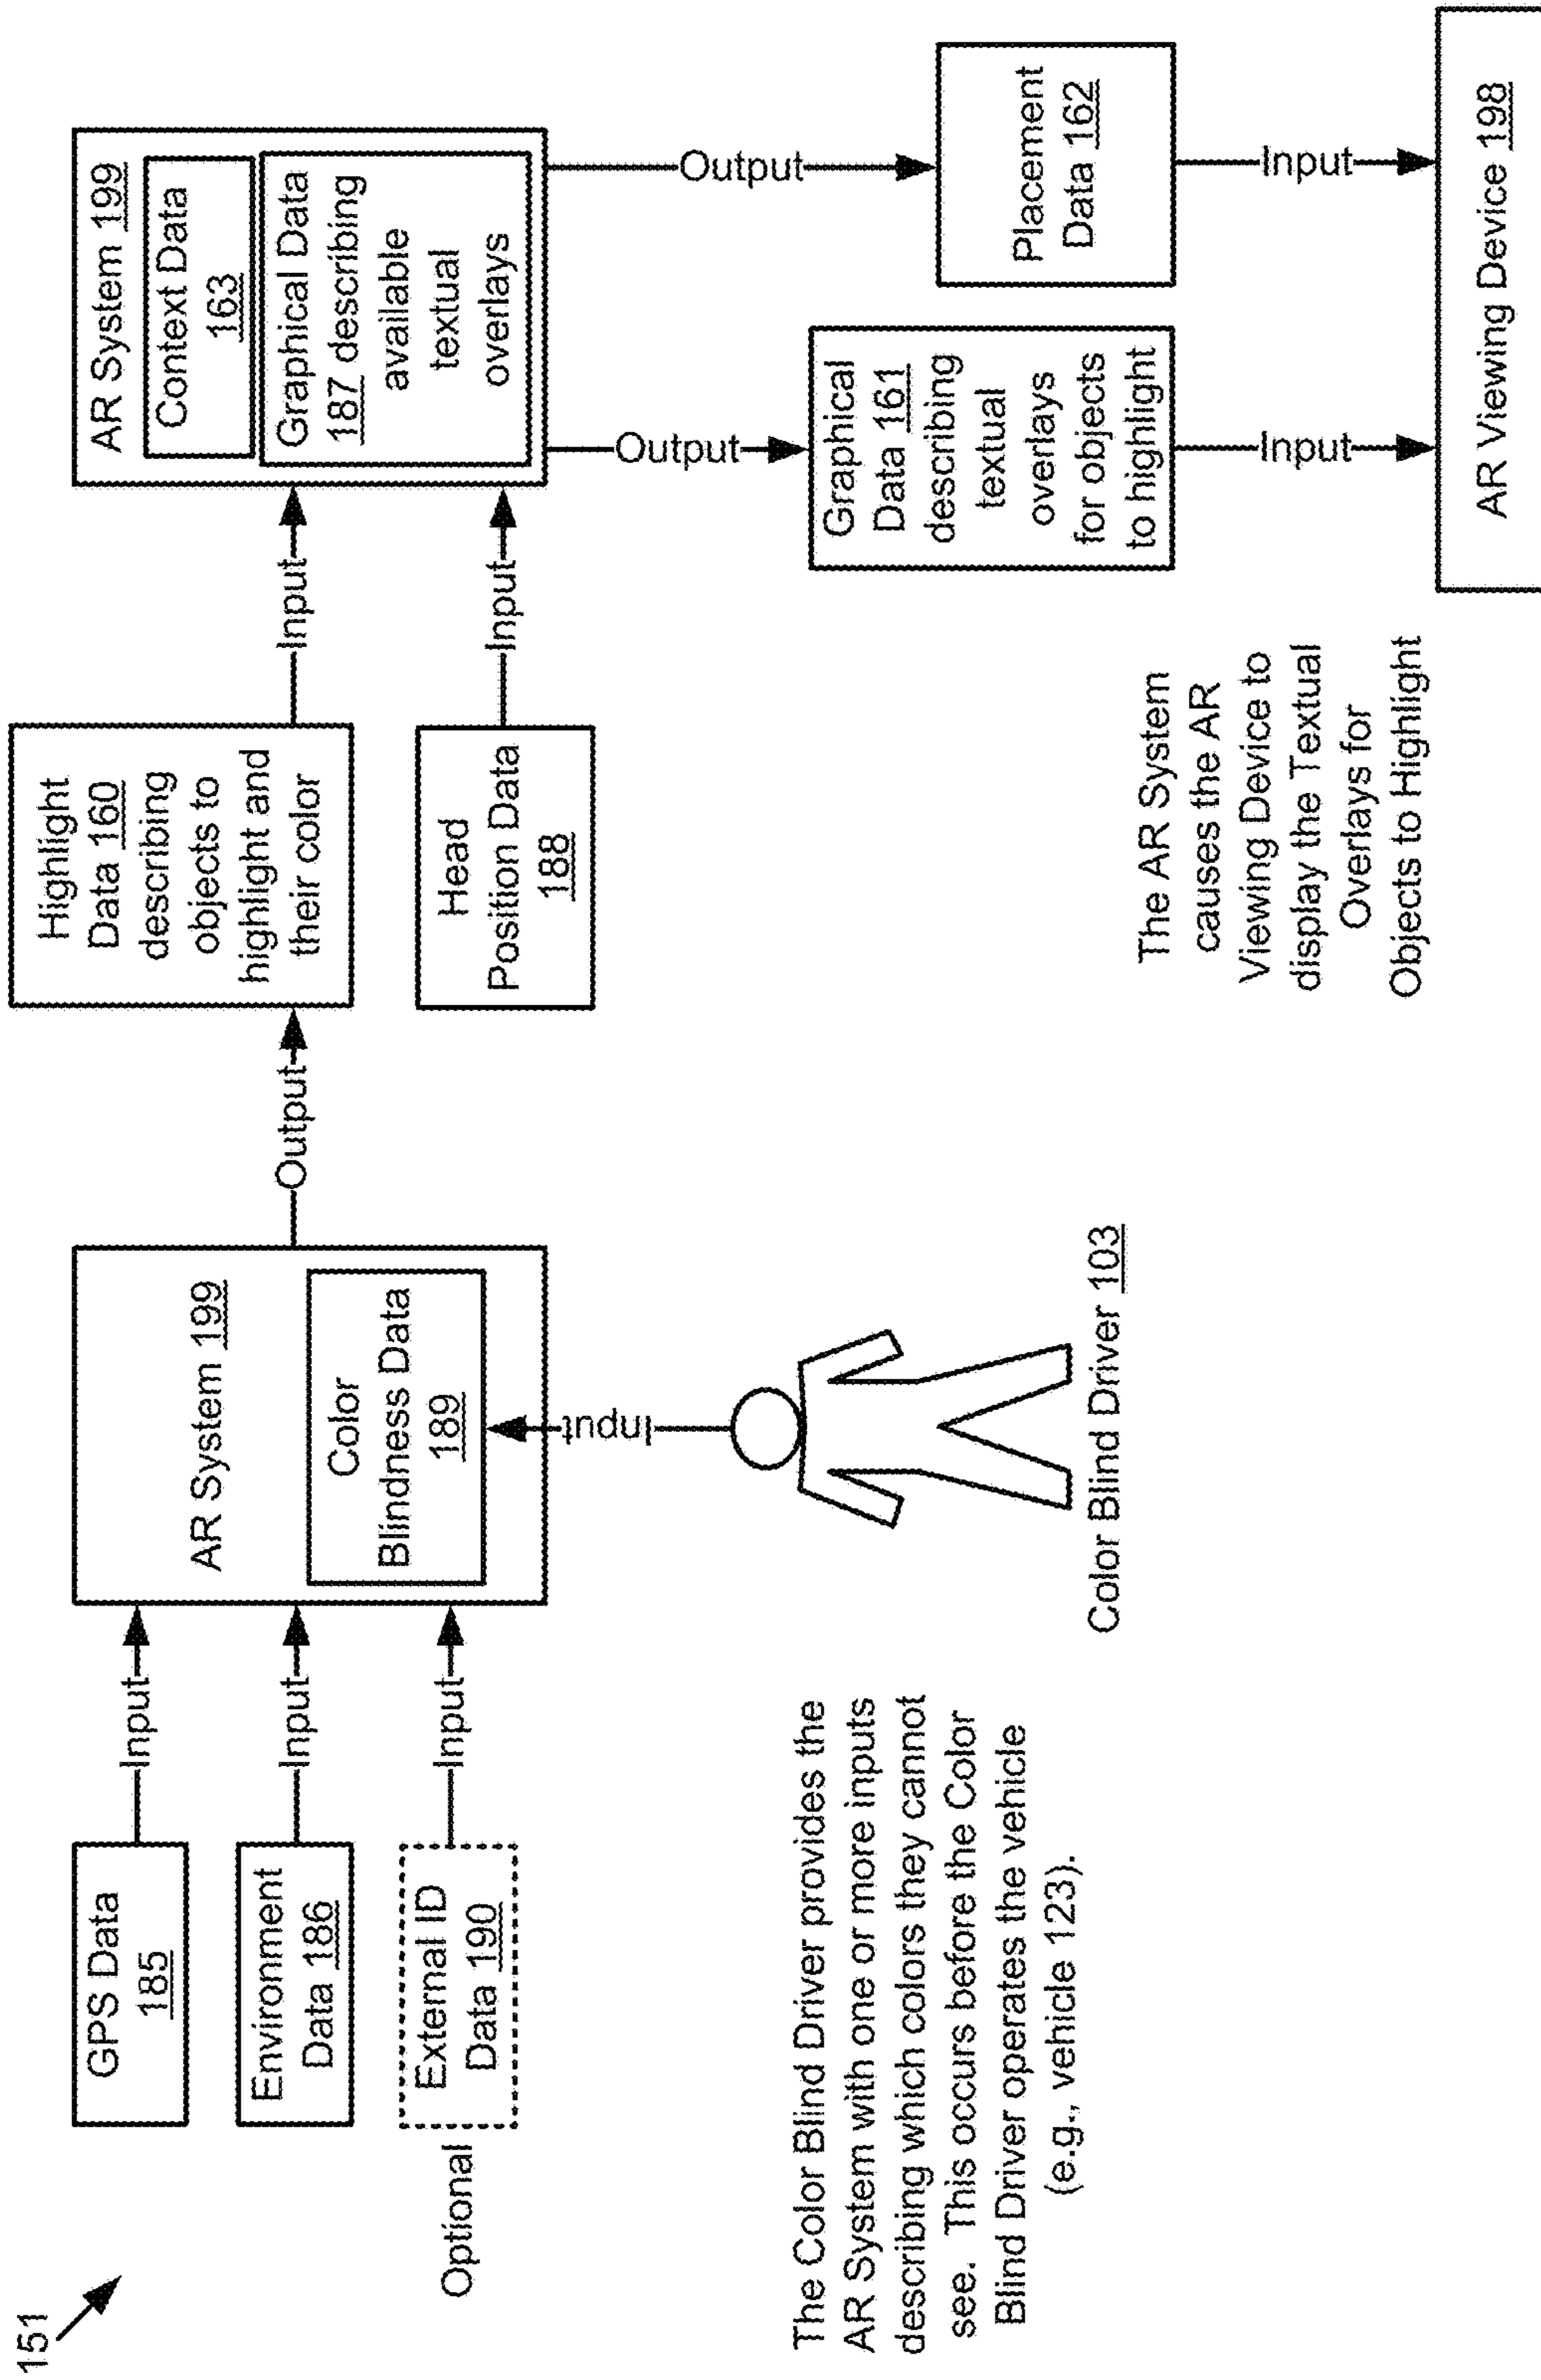 151
GPS Data
185
Input
Environment
Data 186
Input
Optional
External ID
Data 190
Input
AR System 199
Color
Blindness Data
189
Input
Color Blind Driver 103
The Color Blind Driver provides the
AR System with one or more inputs
describing which colors they cannot
see. This occurs before the Color
Blind Driver operates the vehicle
(e.g., vehicle 123).
Output
Highlight
Data 160
describing
objects to
highlight and
their color
Input
Head
Position Data
188
Input
AR System 199
Context Data
163
Graphical Data
187 describing
available
textual
overlays
Output
Output
Graphical
Data 161
describing
textual
overlays
for objects
to highlight
Placement
Data 162
Input
Input
The AR System
causes the AR
Viewing Device to
display the Textual
Overlays for
Objects to Highlight
AR Viewing Device 198